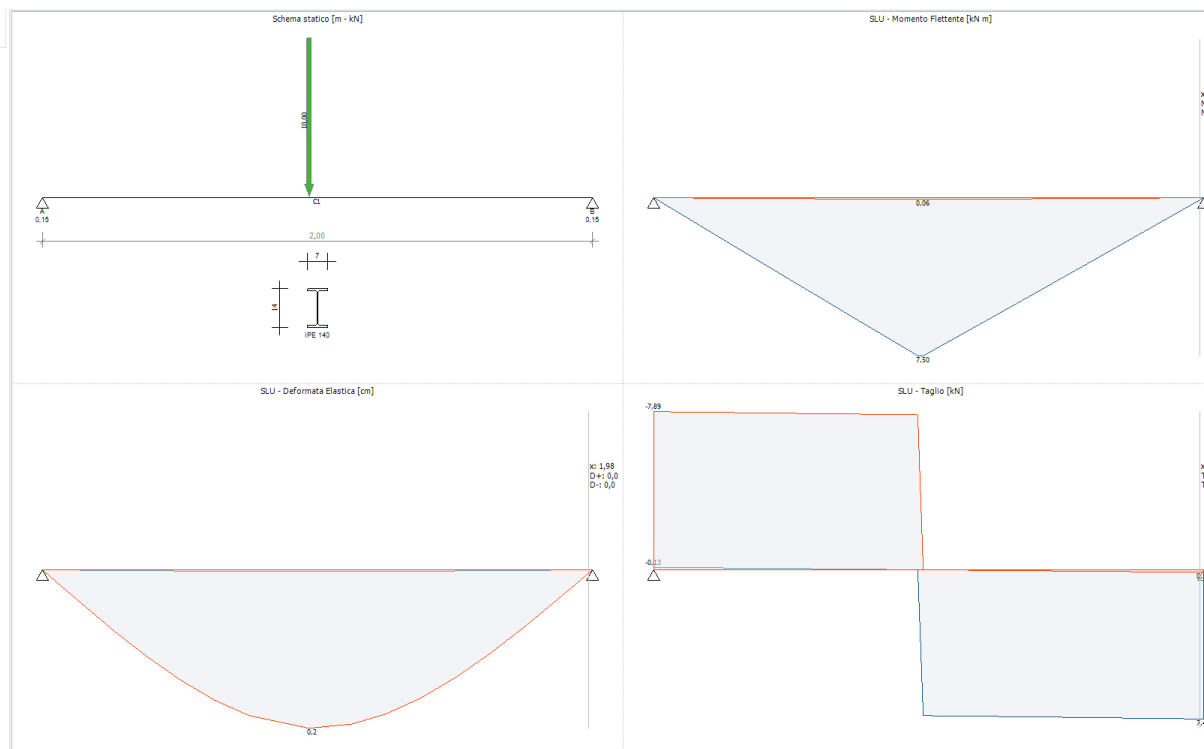 Schema statico [m - kN]
10,00
C1
A
B
0,15
0,15
2,00
7
14
IPE 140
SLU - Momento Flettente [kN m]
x
0.06
7.50
SLU - Deformata Elastica [cm]
x: 1,98
D+: 0,0
D-: 0,0
0.2
SLU - Taglio [kN]
-7,89
x
T
T
-0,13